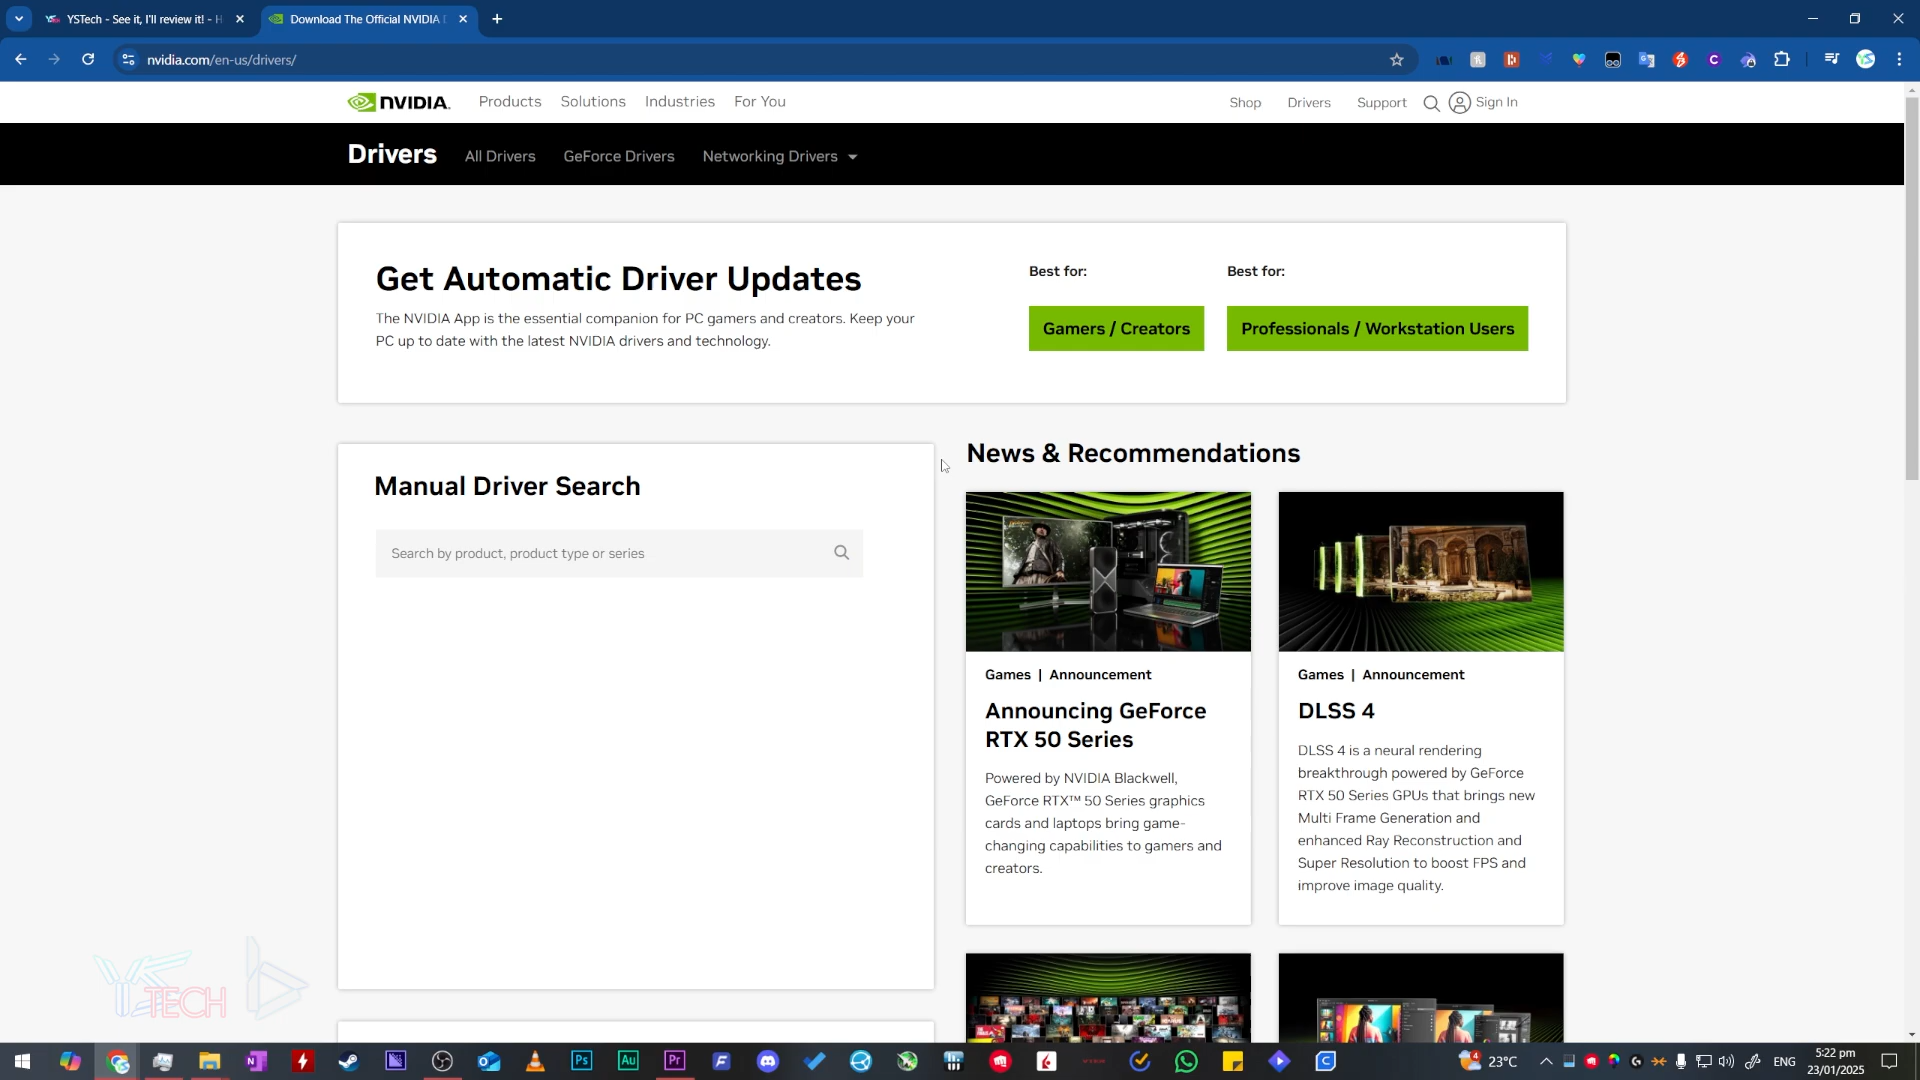 YSTech - See it, I'll review it! - H
Download The Official NVIDIA D
nvidia.com/en-us/drivers/
NVIDIA.
Products
Solutions
Industries
For You
Shop
Drivers
Support
Sign In
Drivers
All Drivers
GeForce Drivers
Networking Drivers
Get Automatic Driver Updates
The NVIDIA App is the essential companion for PC gamers and creators. Keep your
PC up to date with the latest NVIDIA drivers and technology.
Best for:
Gamers / Creators
Best for:
Professionals / Workstation Users
Manual Driver Search
Search by product, product type or series
News & Recommendations
Games | Announcement
Announcing GeForce
RTX 50 Series
Powered by NVIDIA Blackwell,
GeForce RTX™ 50 Series graphics
cards and laptops bring game-
changing capabilities to gamers and
creators.
Games | Announcement
DLSS 4
DLSS 4 is a neural rendering
breakthrough powered by GeForce
RTX 50 Series GPUs that brings new
Multi Frame Generation and
enhanced Ray Reconstruction and
Super Resolution to boost FPS and
improve image quality.
YSTECH
Ps
Au
Pr
23°C
ENG
5:22 pm
23/01/2025